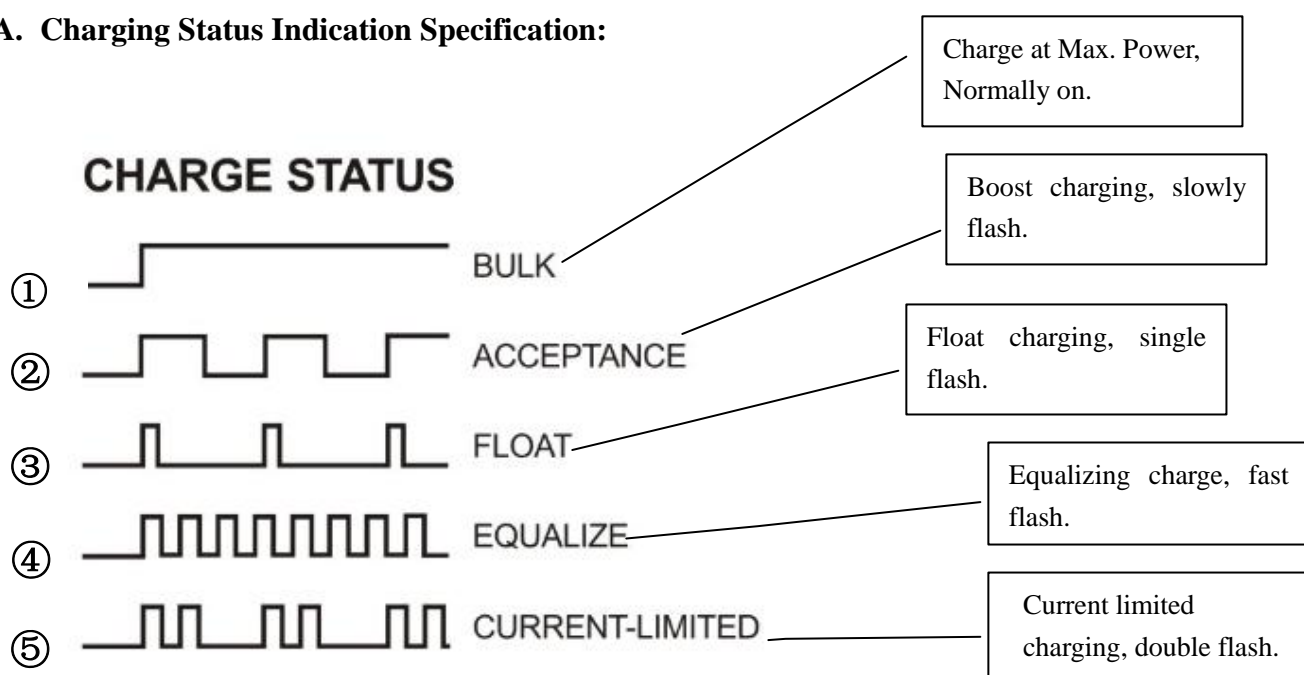 A. Charging Status Indication Specification:
Charge at Max. Power,
Normally on.
CHARGE STATUS
Boost charging, slowly
flash.
① BULK
② ACCEPTANCE
Float charging, single
flash.
③ FLOAT
Equalizing charge, fast
flash.
④ EQUALIZE
Current limited
charging, double flash.
⑤ CURRENT-LIMITED